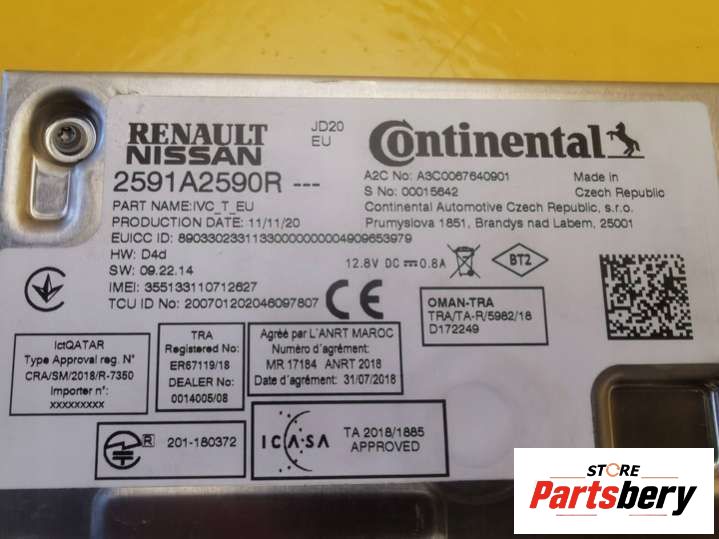 RENAULT
NISSAN
JD20
EU
Continental
2591A2590R ---
A2C No: A3C0067640901
Made in
S No: 00015642
Czech Republic
PART NAME:IVC_T_EU
Continental Automotive Czech Republic, s.r.o.
PRODUCTION DATE: 11/11/20
Prumyslova 1851, Brandys nad Labem, 25001
EUICC ID: 89033023311330000000004909653979
HW: D4d
12.8V DC ⎓ 0.8A
BT2
SW: 09.22.14
IMEI: 355133110712627
TCU ID No: 200701202046097807
CE
OMAN-TRA
TRA/TA-R/5982/18
D172249
IctQATAR
Type Approval reg. N°
CRA/SM/2018/R-7350
Importer n°:
xxxxxxxxx
TRA
Registered No:
ER67119/18
DEALER No:
0014005/08
Agréé par L'ANRT MAROC
Numéro d'agrément:
MR 17184 ANRT 2018
Date d'agrément: 31/07/2018
R 201-180372
ICASA
TA 2018/1885
APPROVED
STORE
Partsbery